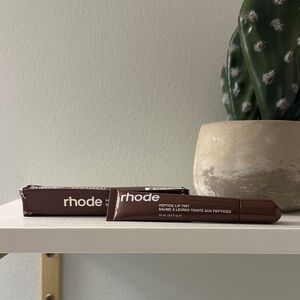 rhode
rhode
PEPTIDE LIP TINT
BAUME À LÈVRES TEINTÉ AUX PEPTIDES